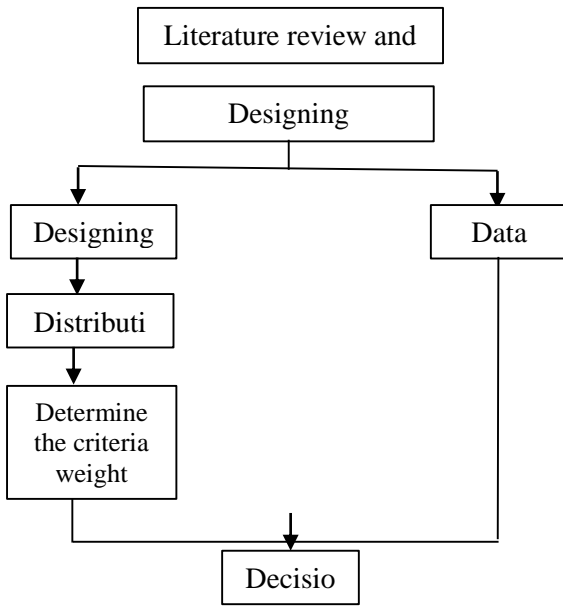 Literature review and
Designing
Designing
Data
Distributi
Determine
the criteria
weight
Decisio